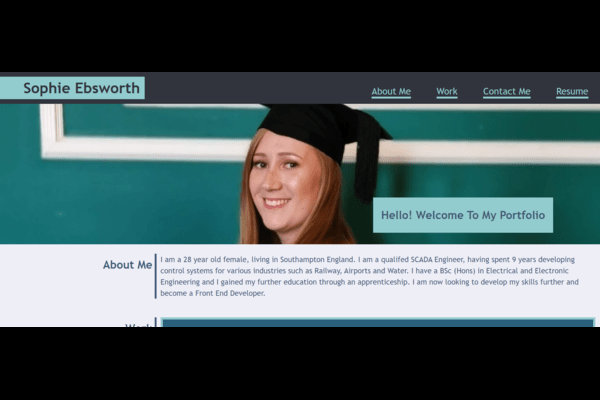 Sophie Ebsworth
About Me Work Contact Me Resume
Hello! Welcome To My Portfolio
About Me
I am a 28 year old female, living in Southampton England. I am a qualifed SCADA Engineer, having spent 9 years developing
control systems for various industries such as Railway, Airports and Water. I have a BSc (Hons) in Electrical and Electronic
Engineering and I gained my further education through an apprenticeship. I am now looking to develop my skills further and
become a Front End Developer.
Work